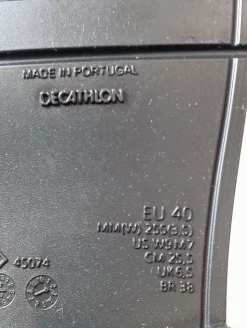 MADE IN PORTUGAL
DECATHLON
EU 40
MM(W) 255(3,5)
US W9 M7
CM 25,5
UK 6,5
BR 38
45074